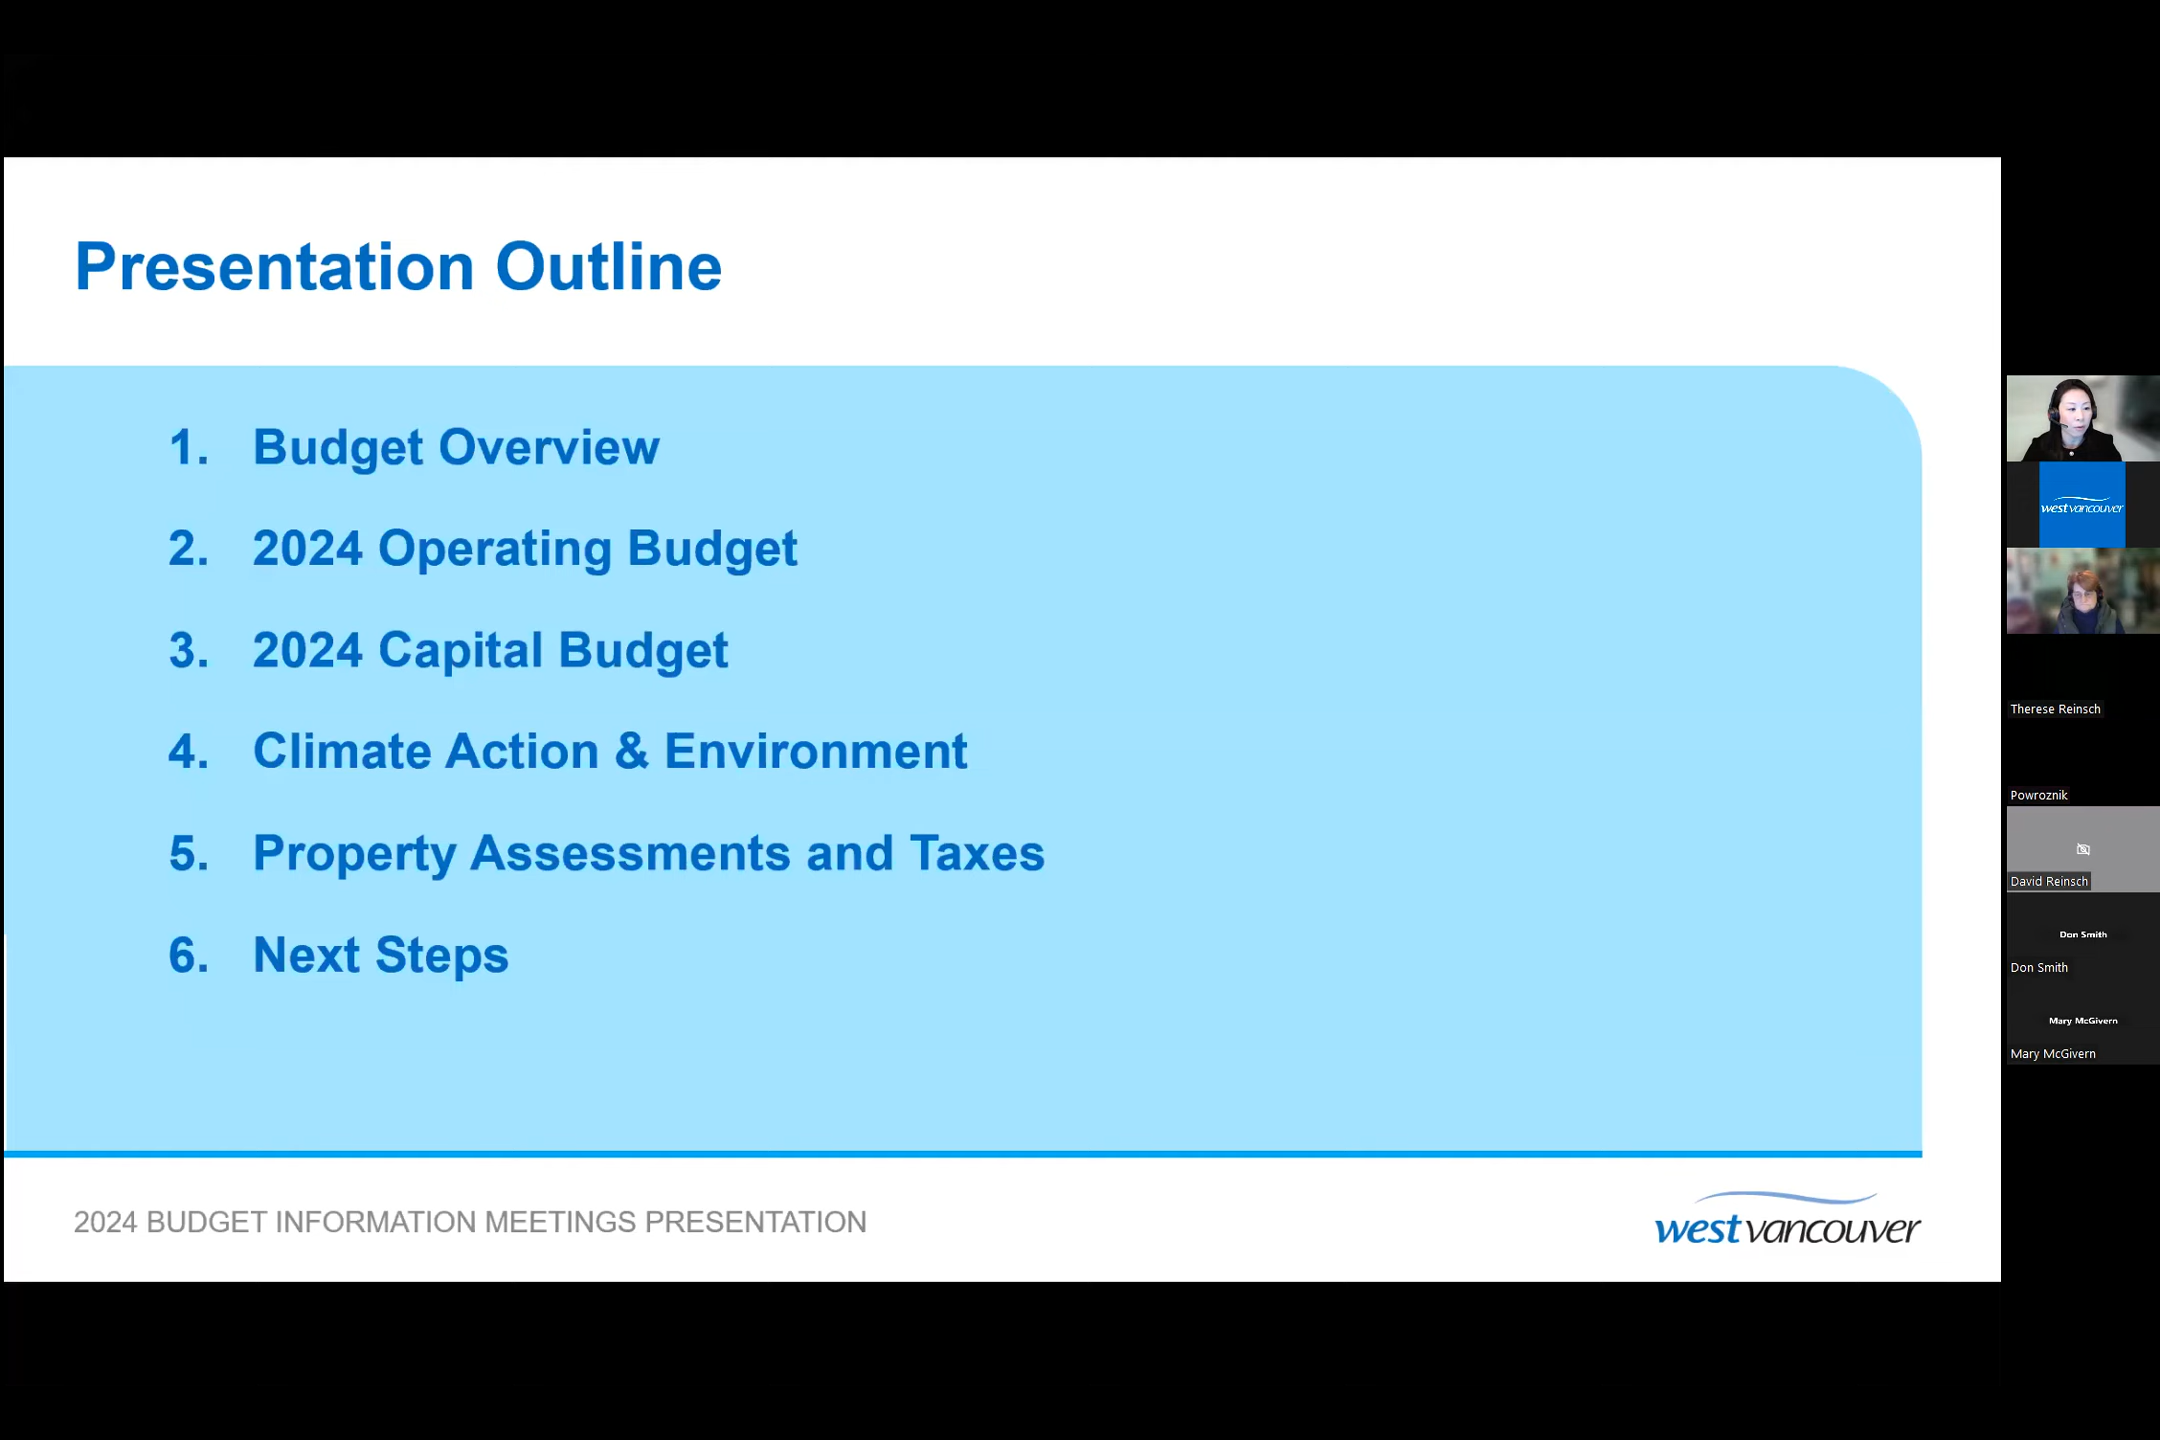 Presentation Outline
1. Budget Overview
2. 2024 Operating Budget
3. 2024 Capital Budget
4. Climate Action & Environment
5. Property Assessments and Taxes
6. Next Steps
2024 BUDGET INFORMATION MEETINGS PRESENTATION
westvancouver
westvancouver
Therese Reinsch
Powroznik
David Reinsch
Don Smith
Don Smith
Mary McGivern
Mary McGivern